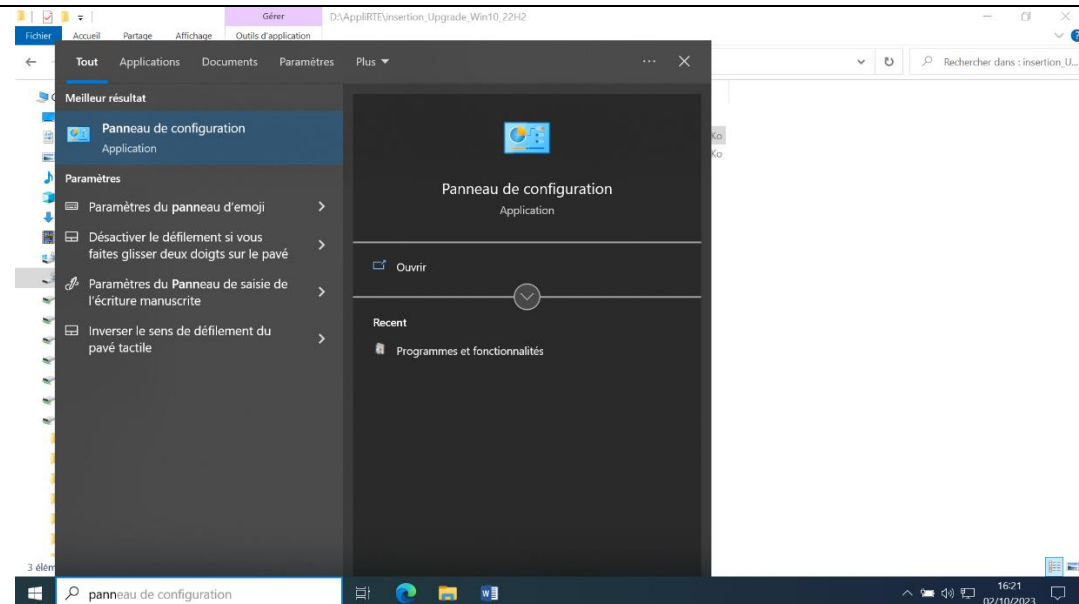 Gérer
D:\AppliRTE\insertion_Upgrade_Win10_22H2
Fichier
Accueil
Partage
Affichage
Outils d'application
Tout
Applications
Documents
Paramètres
Plus
Rechercher dans : insertion_U...
Meilleur résultat
Panneau de configuration
Application
Paramètres
Paramètres du panneau d'emoji
Désactiver le défilement si vous
faites glisser deux doigts sur le pavé
Paramètres du Panneau de saisie de
l'écriture manuscrite
Inverser le sens de défilement du
pavé tactile
Panneau de configuration
Application
Ouvrir
Recent
Programmes et fonctionnalités
Ko
Ko
3 élém
panneau de configuration
16:21
02/10/2023